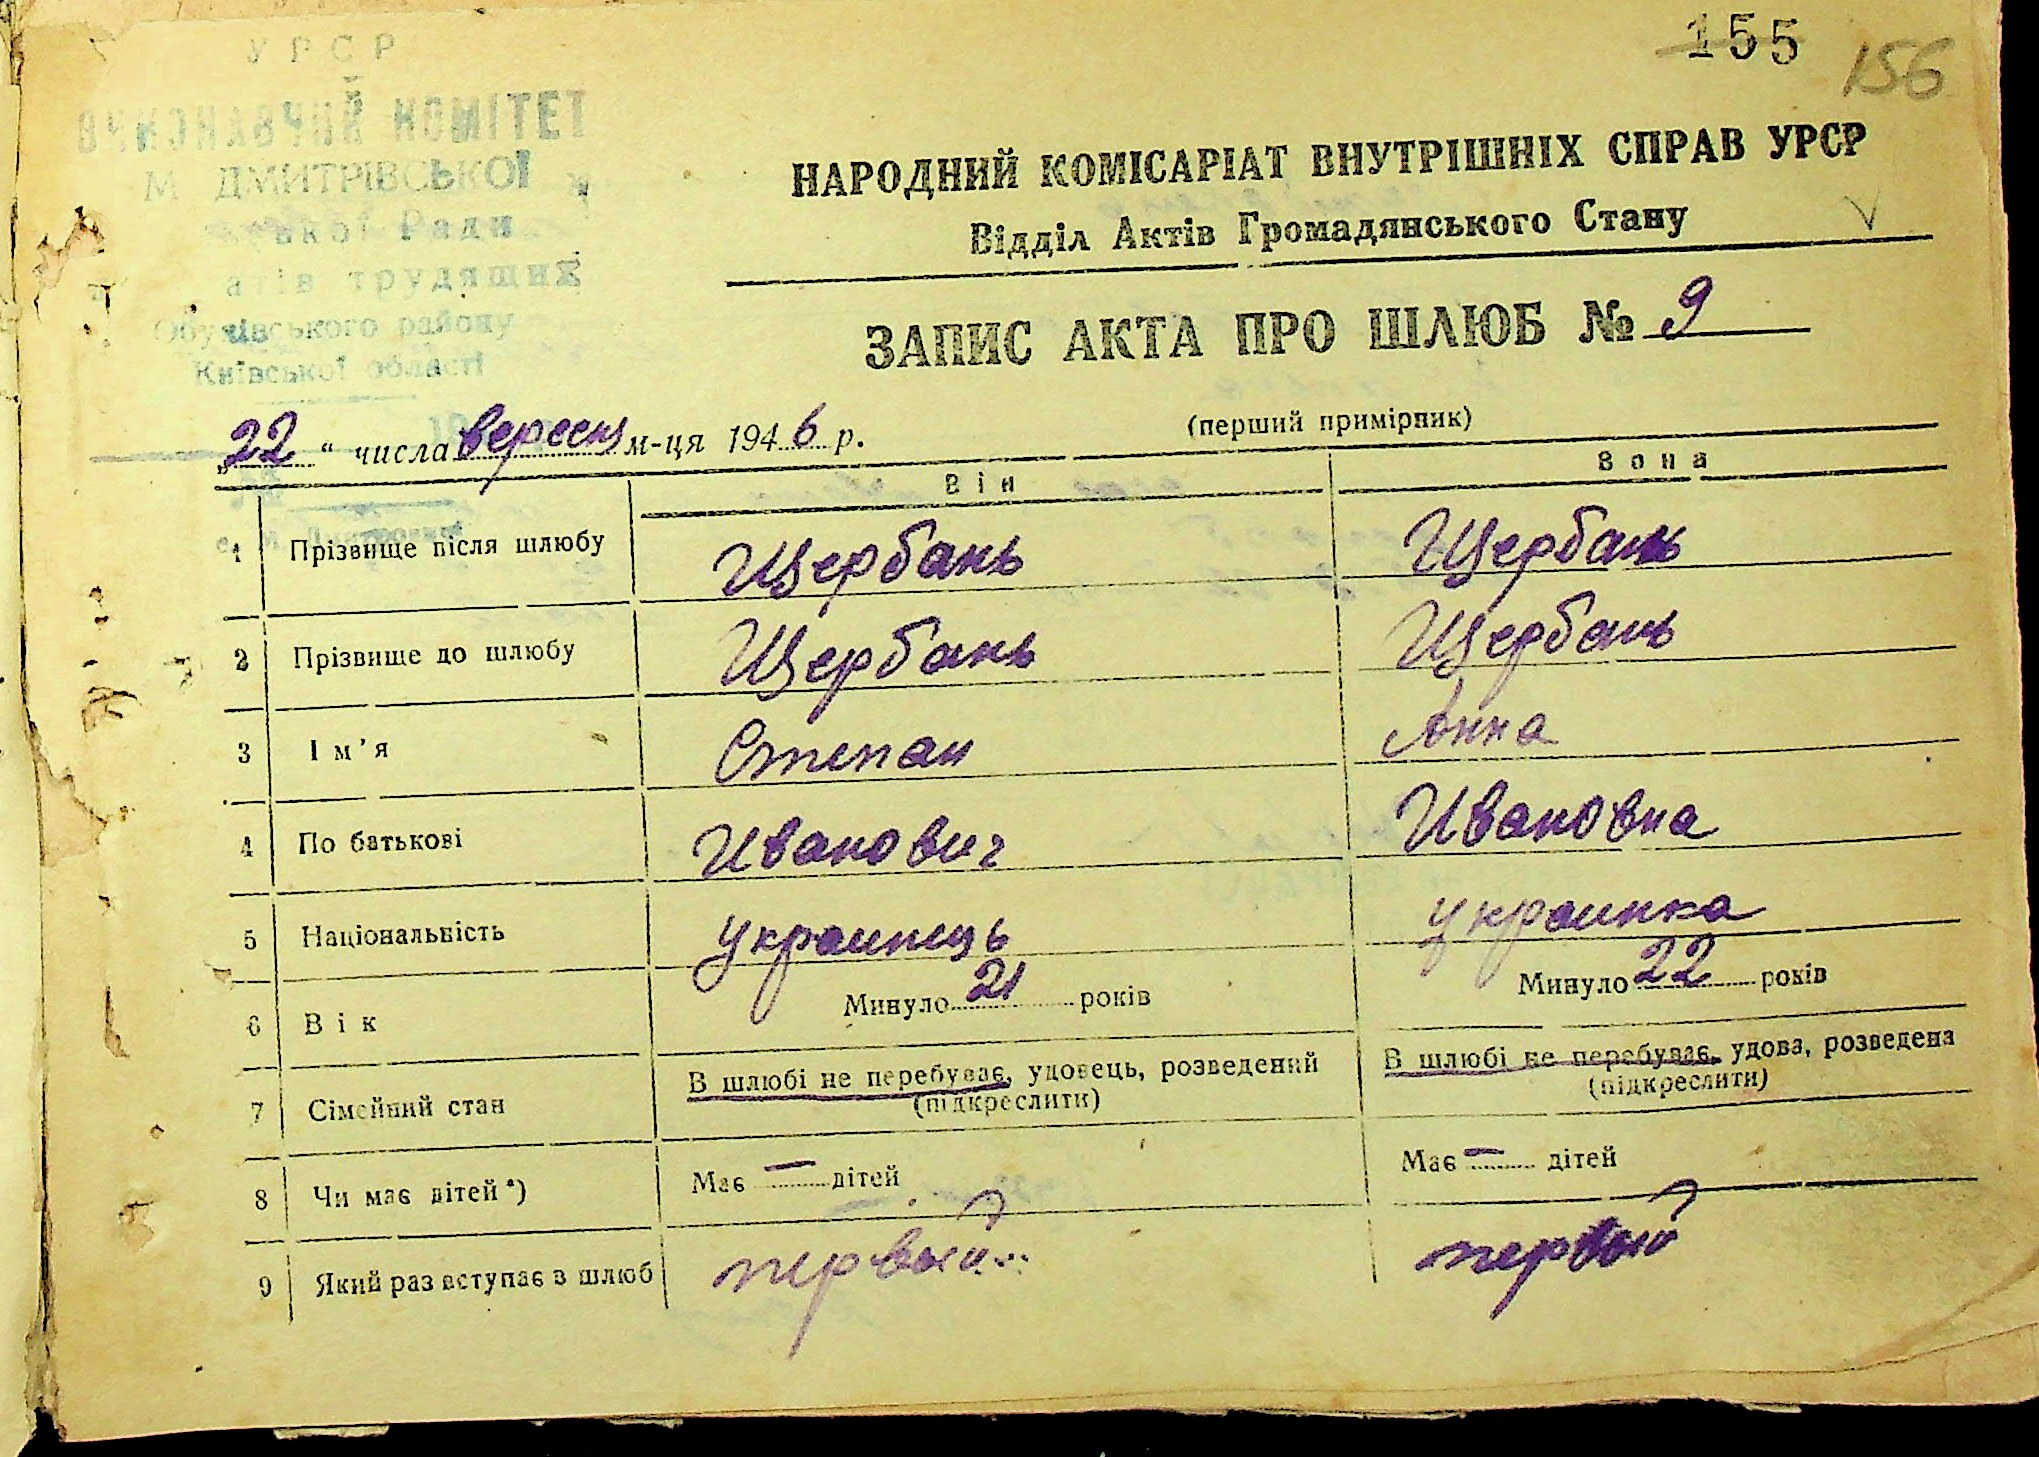 155 156
УРСР
ВИКОНАВЧИЙ КОМІТЕТ
М ДМИТРІВСЬКОЇ
Ради
трудящих
Обухівського району
Київської області
НАРОДНИЙ КОМІСАРІАТ ВНУТРІШНІХ СПРАВ УРСР
Відділ Актів Громадянського Стану
ЗАПИС АКТА ПРО ШЛЮБ № 9
(перший примірник)
„22“ числа вересня м-ця 1946 р.
Він Вона
1 Прізвище після шлюбу Щербань Щербань
2 Прізвище до шлюбу Щербань Щербань
3 Ім'я Степан Анна
4 По батькові Иванович Ивановна
5 Національність украинець украинка
6 Вік Минуло 21 років Минуло 22 років
7 Сімейний стан В шлюбі не перебуває, удовець, розведений В шлюбі не перебуває, удова, розведена
(підкреслити) (підкреслити)
8 Чи має дітей*) Має — дітей Має — дітей
9 Який раз вступає в шлюб первый первый